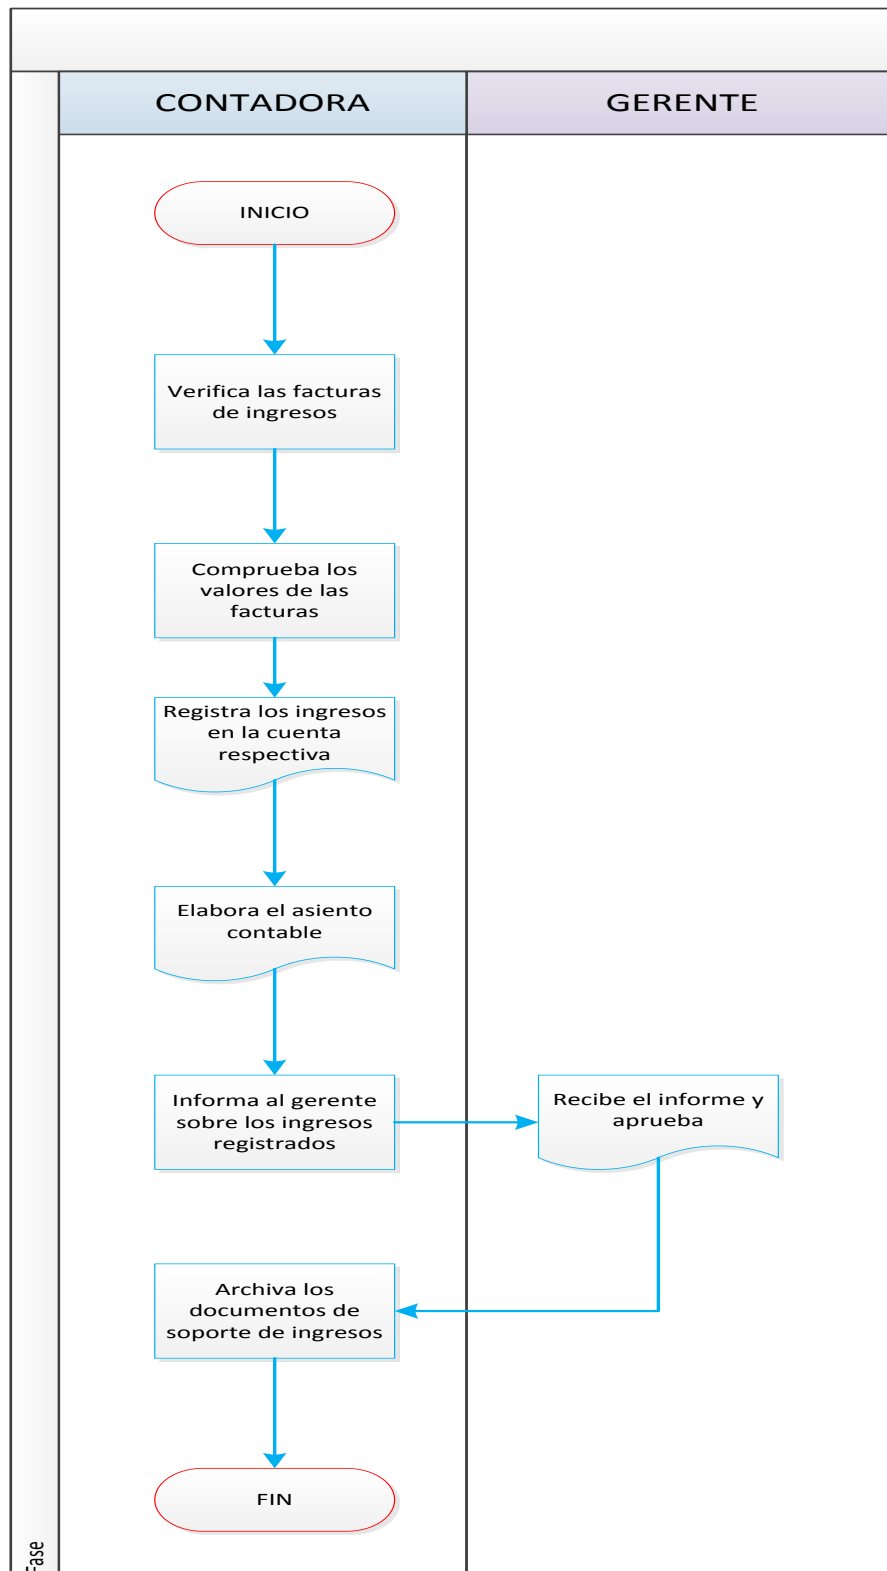 CONTADORA
GERENTE
INICIO
Verifica las facturas
de ingresos
Comprueba los
valores de las
facturas
Registra los ingresos
en la cuenta
respectiva
Elabora el asiento
contable
Informa al gerente
sobre los ingresos
registrados
Recibe el informe y
aprueba
Archiva los
documentos de
soporte de ingresos
FIN
Fase